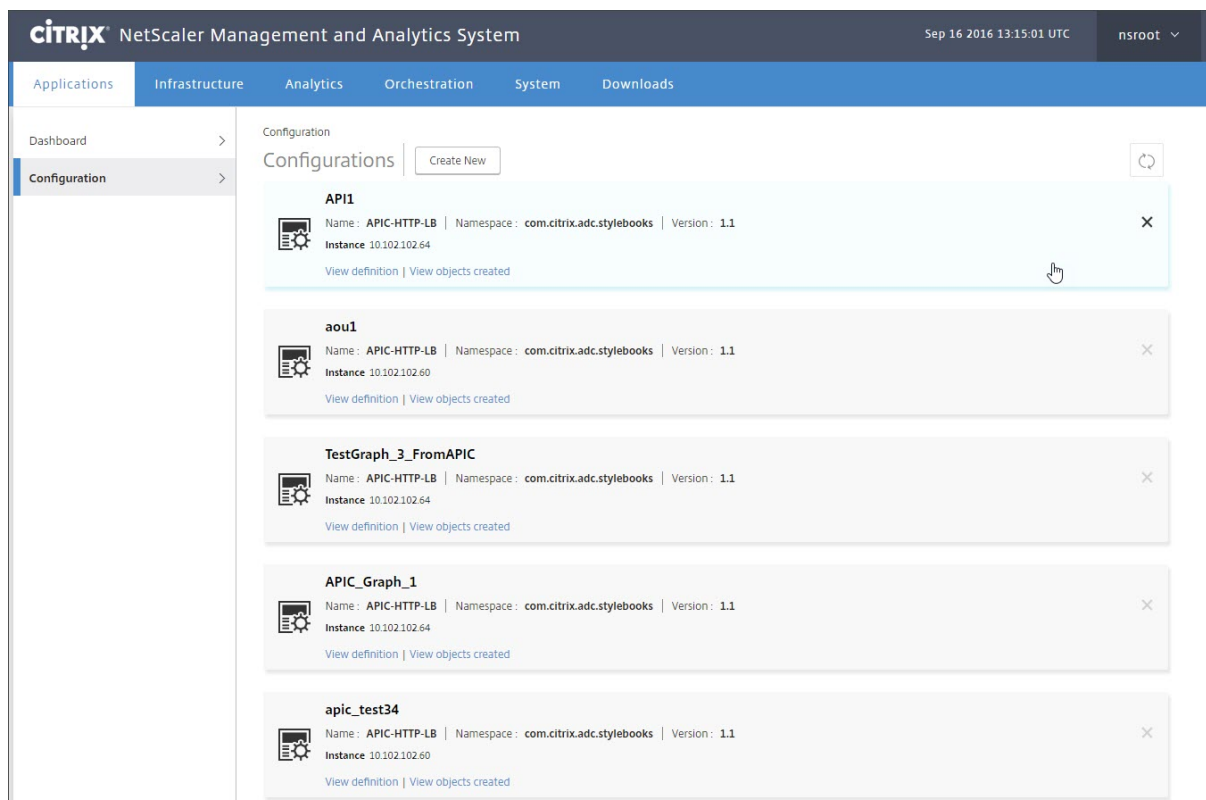 CITRIX® NetScaler Management and Analytics System Sep 16 2016 13:15:01 UTC nsroot
Applications Infrastructure Analytics Orchestration System Downloads
Dashboard
Configuration
Configuration
Configurations Create New
API1
Name : APIC-HTTP-LB | Namespace : com.citrix.adc.stylebooks | Version : 1.1
Instance 10.102.102.64
View definition | View objects created
aou1
Name : APIC-HTTP-LB | Namespace : com.citrix.adc.stylebooks | Version : 1.1
Instance 10.102.102.60
View definition | View objects created
TestGraph_3_FromAPIC
Name : APIC-HTTP-LB | Namespace : com.citrix.adc.stylebooks | Version : 1.1
Instance 10.102.102.64
View definition | View objects created
APIC_Graph_1
Name : APIC-HTTP-LB | Namespace : com.citrix.adc.stylebooks | Version : 1.1
Instance 10.102.102.64
View definition | View objects created
apic_test34
Name : APIC-HTTP-LB | Namespace : com.citrix.adc.stylebooks | Version : 1.1
Instance 10.102.102.60
View definition | View objects created